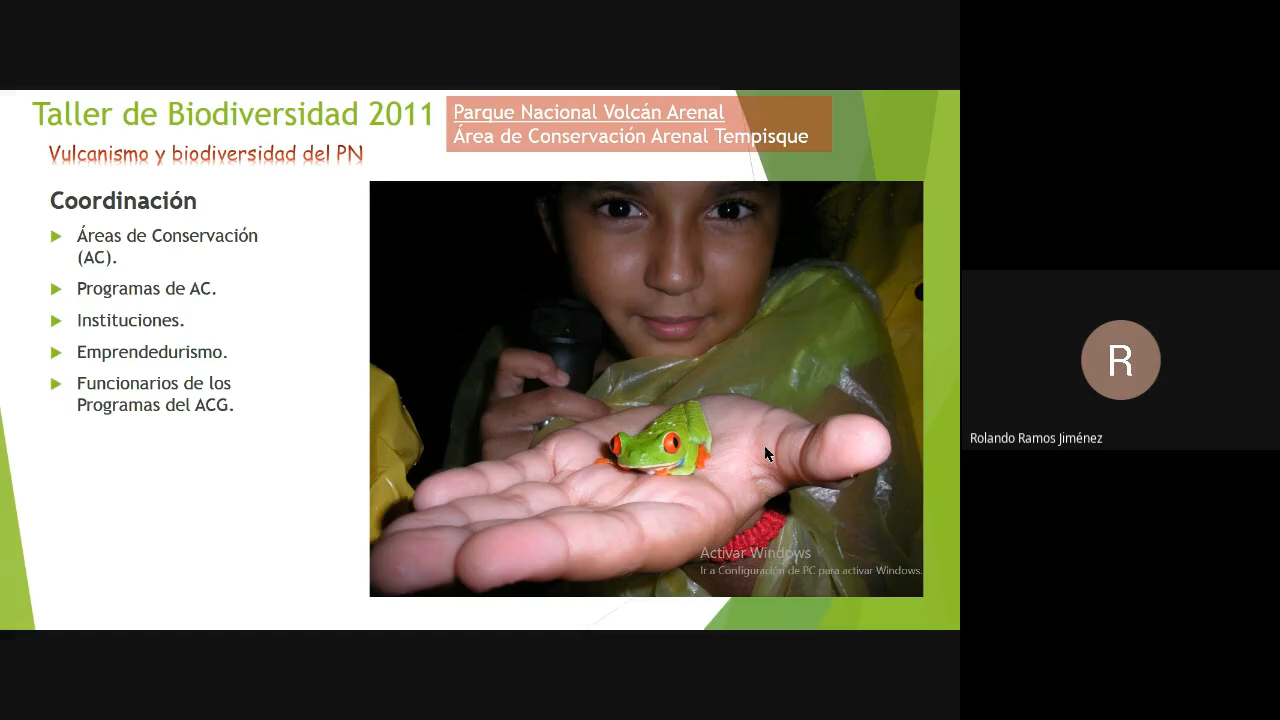 Taller de Biodiversidad 2011
Parque Nacional Volcán Arenal
Área de Conservación Arenal Tempisque
Vulcanismo y biodiversidad del PN
Coordinación
Áreas de Conservación
(AC).
Programas de AC.
Instituciones.
Emprendedurismo.
Funcionarios de los
Programas del ACG.
Activar Windows
Ir a Configuración de PC para activar Windows.
R
Rolando Ramos Jiménez